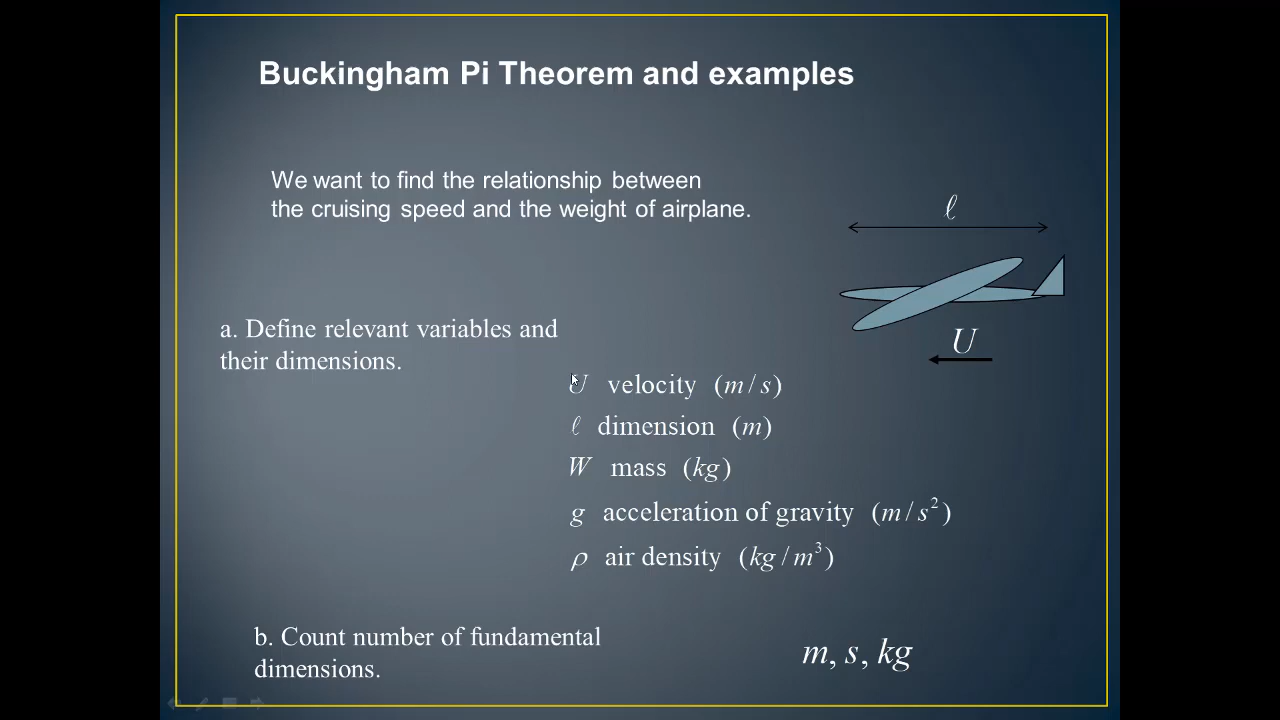 Buckingham Pi Theorem and examples
We want to find the relationship between
the cruising speed and the weight of airplane.
ℓ
a. Define relevant variables and
their dimensions.
U
U velocity (m/s)
ℓ dimension (m)
W mass (kg)
g acceleration of gravity (m/s²)
ρ air density (kg/m³)
b. Count number of fundamental
dimensions.
m, s, kg